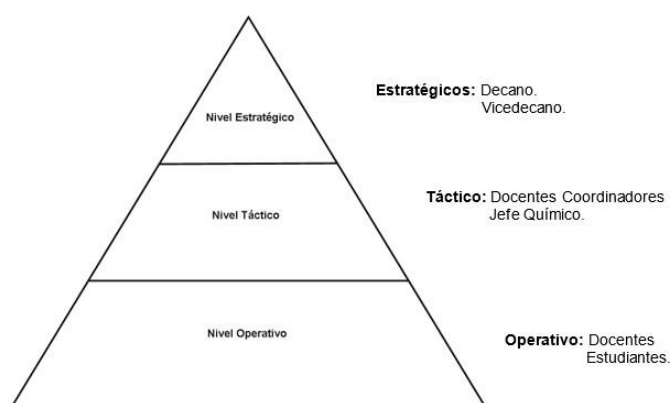 Nivel Estratégico
Estratégicos: Decano.
Vicedecano.
Nivel Táctico
Táctico: Docentes Coordinadores
Jefe Químico.
Nivel Operativo
Operativo: Docentes
Estudiantes.